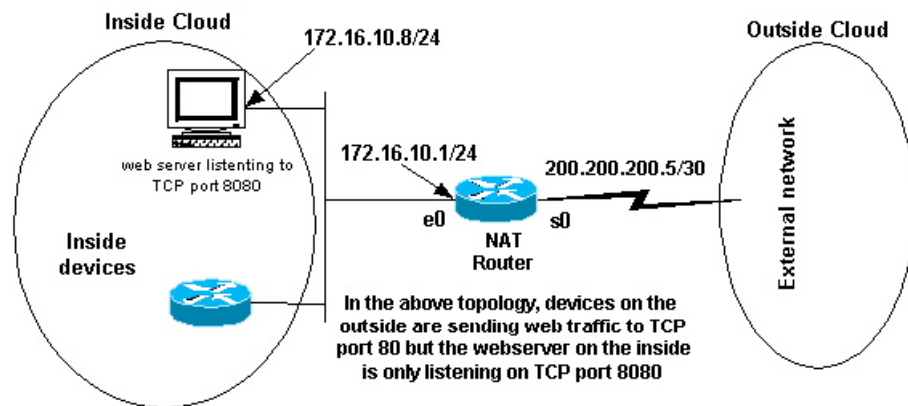 Inside Cloud
172.16.10.8/24
Outside Cloud
web server listenting to
TCP port 8080
172.16.10.1/24
200.200.200.5/30
External network
e0
s0
NAT
Router
Inside
devices
In the above topology, devices on the
outside are sending web traffic to TCP
port 80 but the webserver on the inside
is only listening on TCP port 8080